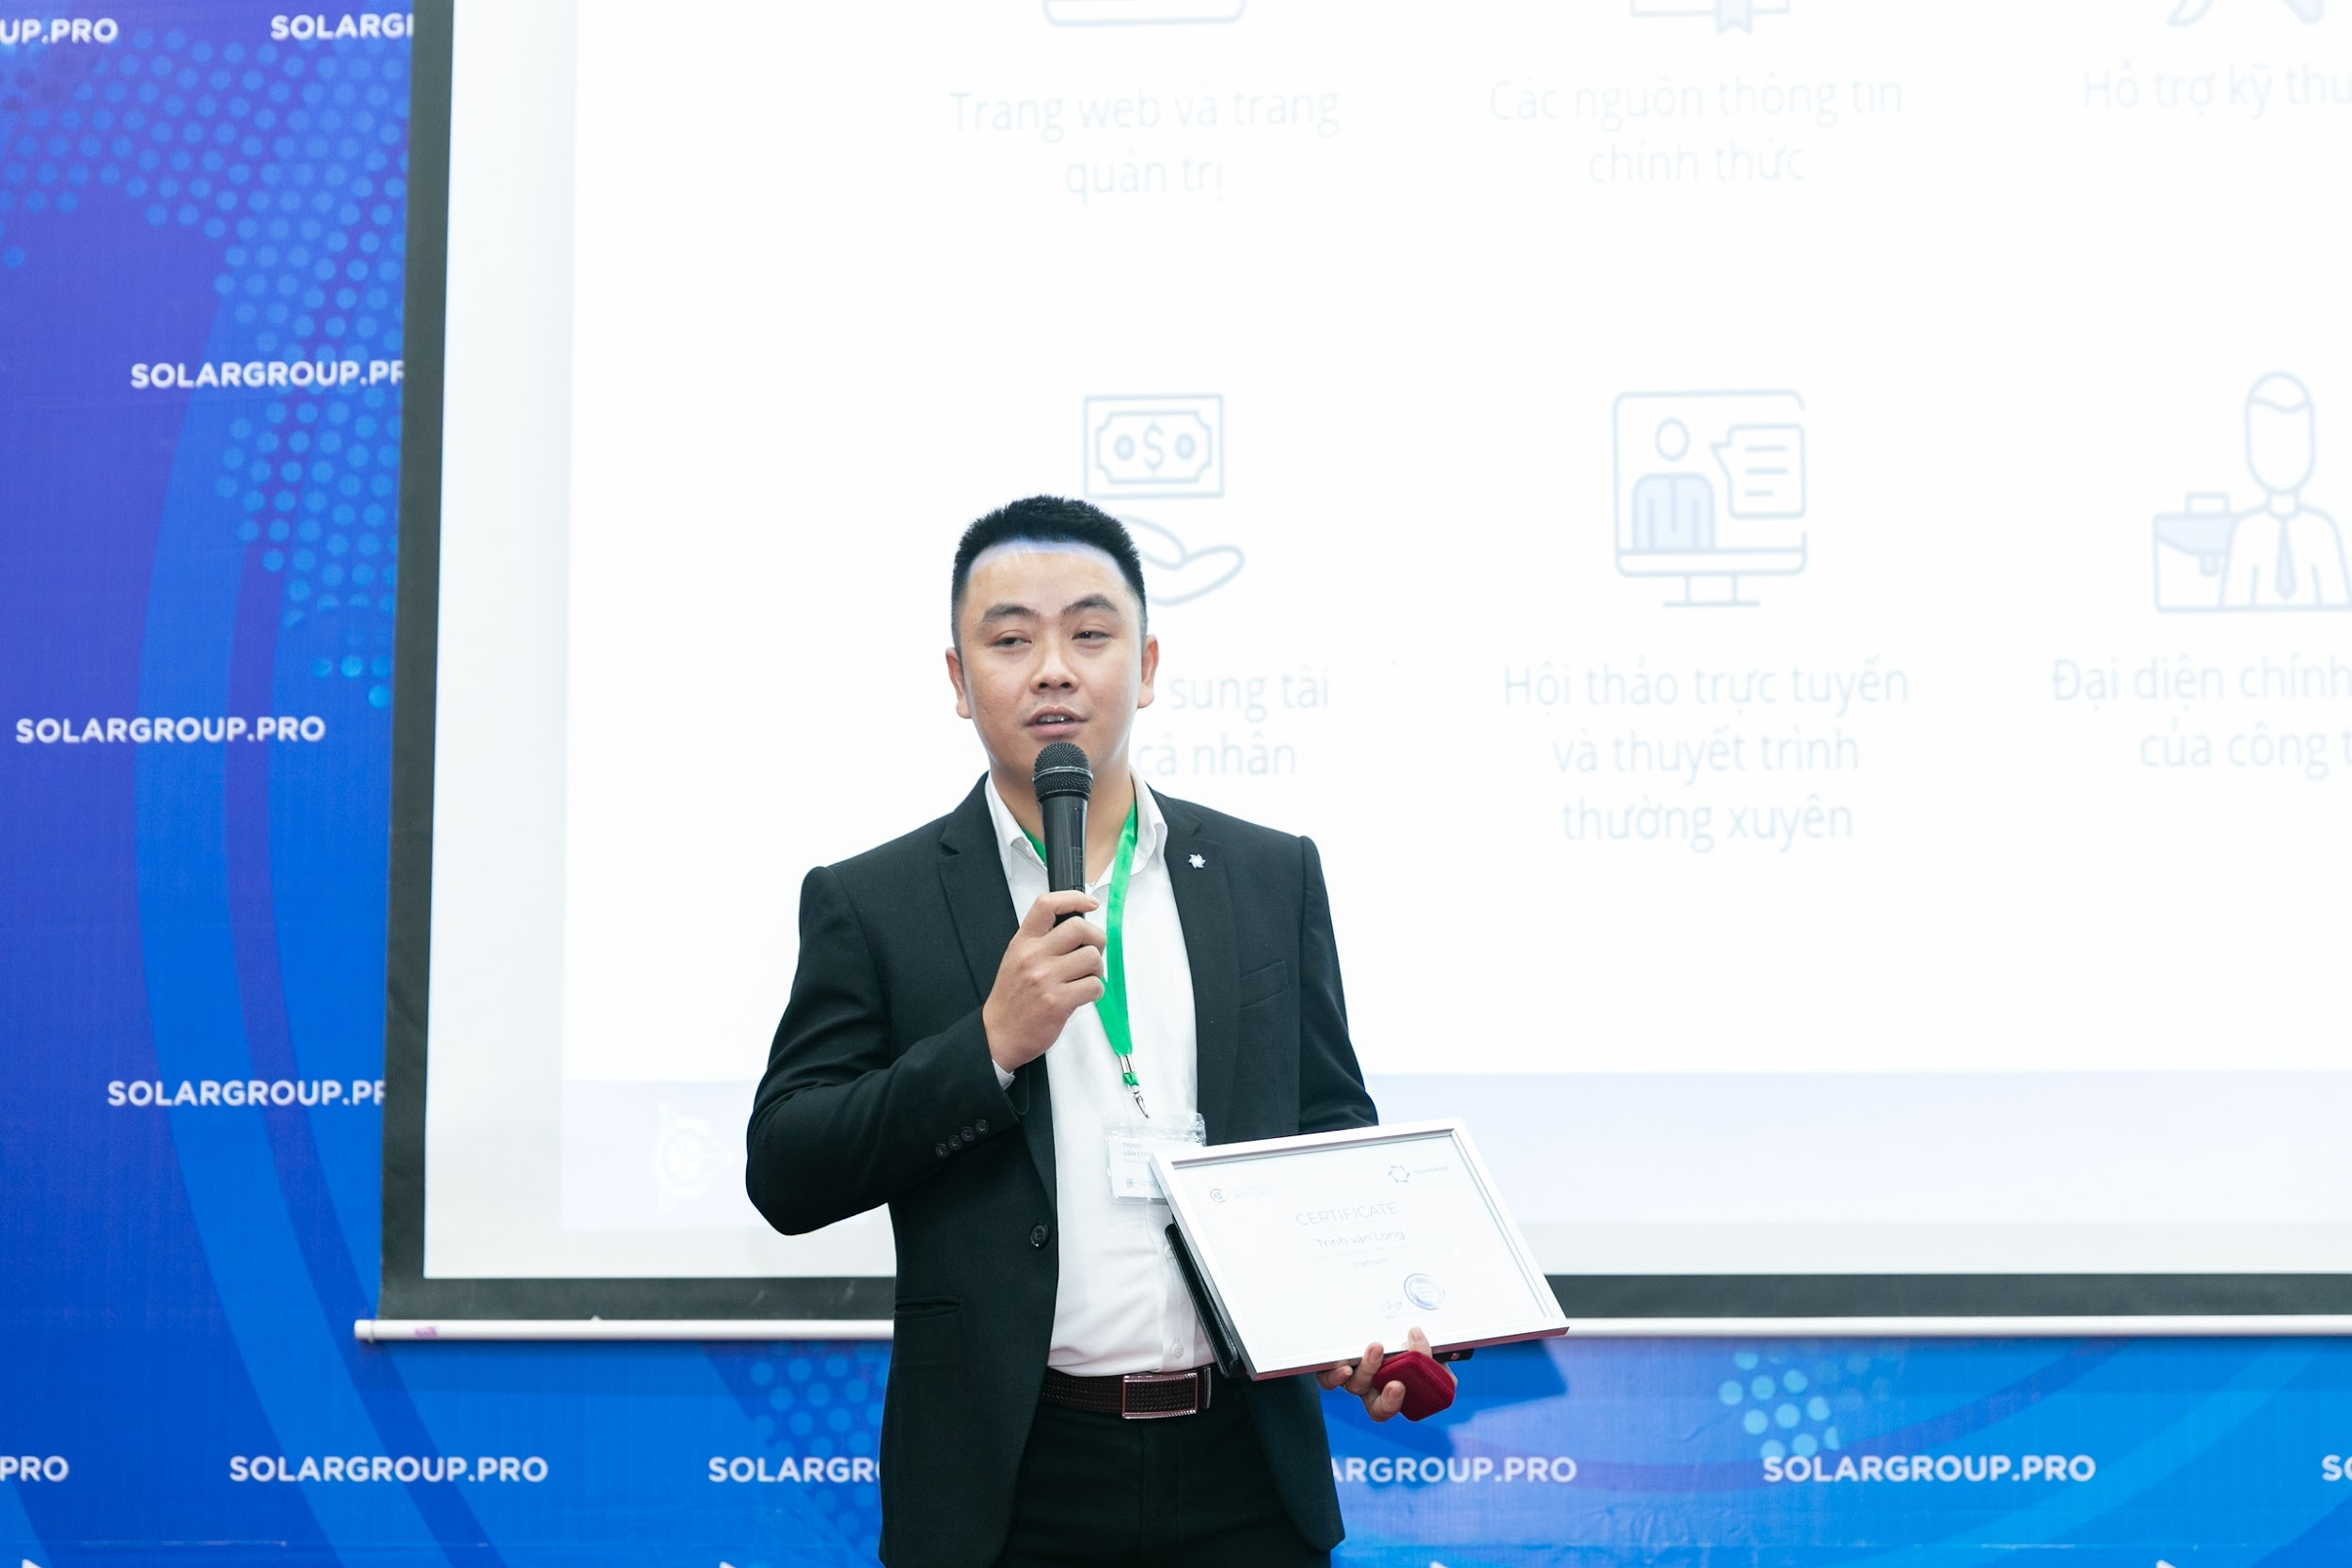 UP.PRO
SOLARG
SOLARGROUP.PR
SOLARGROUP.PRO
SOLARGROUP.PR
PRO
SOLARGROUP.PRO
SOLARGR
ARGROUP.PRO
SOLARGROUP.PRO
Trang web và trang
quản trị
Các nguồn thông tin
chính thức
Hỗ trợ kỹ thu
sung tài
cá nhân
Hội thảo trực tuyến
và thuyết trình
thường xuyên
Đại diện chính
của công t
CERTIFICATE
Trinh văn Long
Vietnam